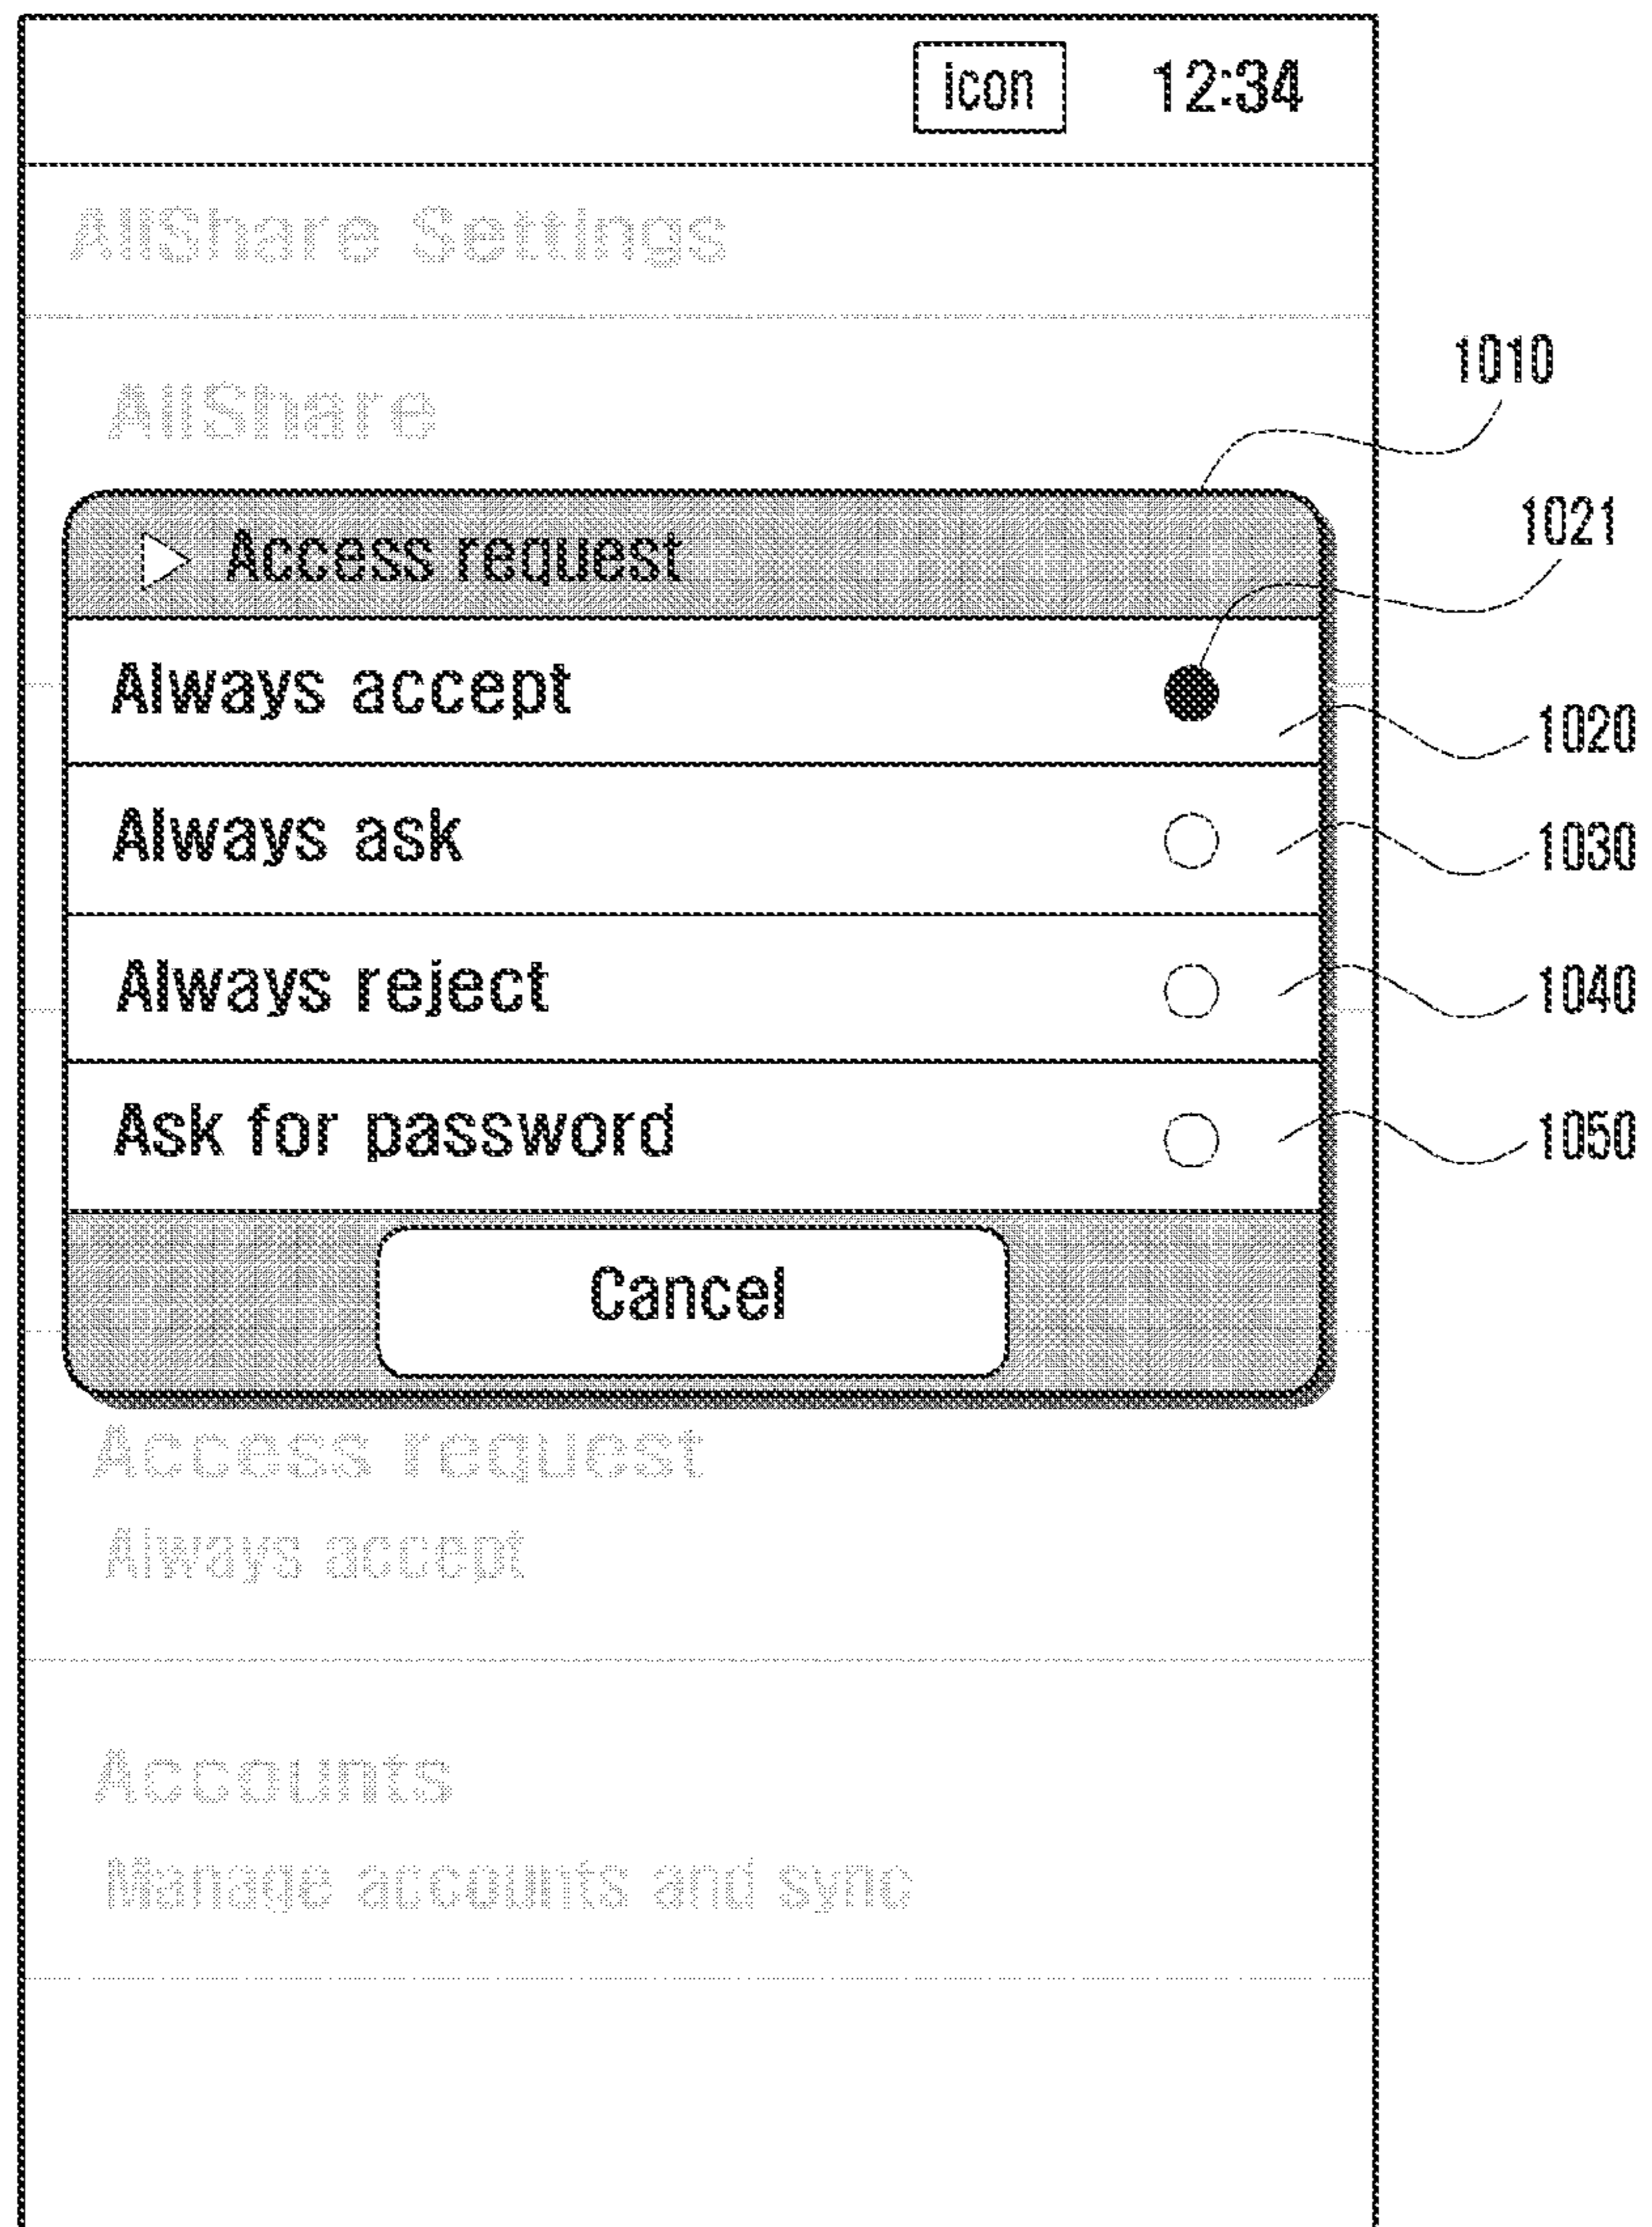 icon 12:34
AllShare Settings
AllShare
1010
1021
Access request
Always accept
1020
Always ask
1030
Always reject
1040
Ask for password
1050
Cancel
Access request
Always accept
Accounts
Manage accounts and sync